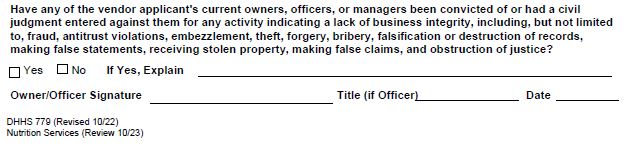 Have any of the vendor applicant's current owners, officers, or managers been convicted of or had a civil
judgment entered against them for any activity indicating a lack of business integrity, including, but not limited
to, fraud, antitrust violations, embezzlement, theft, forgery, bribery, falsification or destruction of records,
making false statements, receiving stolen property, making false claims, and obstruction of justice?
Yes No If Yes, Explain
Owner/Officer Signature Title (if Officer) Date
DHHS 779 (Revised 10/22)
Nutrition Services (Review 10/23)